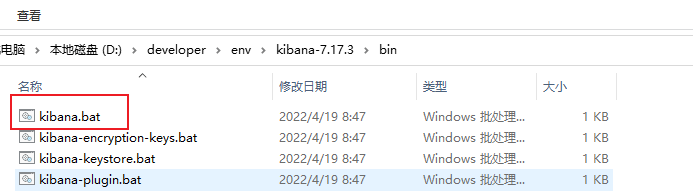 查看
电脑 › 本地磁盘 (D:) › developer › env › kibana-7.17.3 › bin
名称 修改日期 类型 大小
kibana.bat 2022/4/19 8:47 Windows 批处理... 1 KB
kibana-encryption-keys.bat 2022/4/19 8:47 Windows 批处理... 1 KB
kibana-keystore.bat 2022/4/19 8:47 Windows 批处理... 1 KB
kibana-plugin.bat 2022/4/19 8:47 Windows 批处理... 1 KB